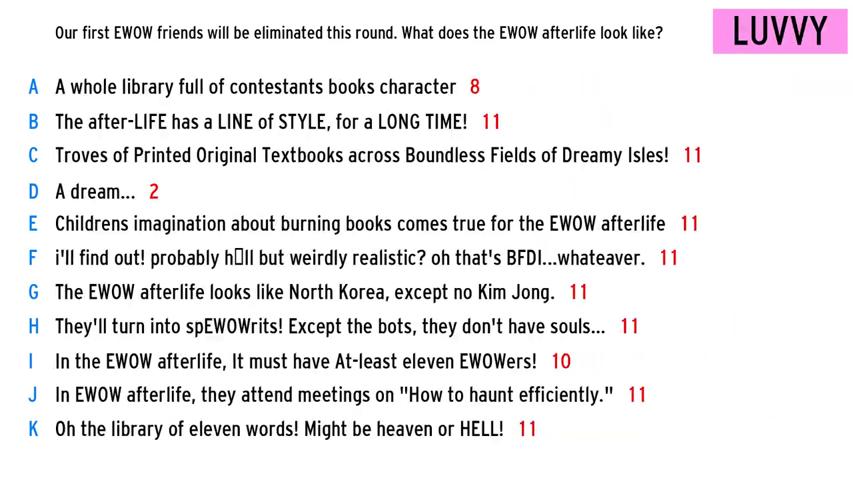 Our first EWOW friends will be eliminated this round. What does the EWOW afterlife look like?
LUVVY
A A whole library full of contestants books character 8
B The after-LIFE has a LINE of STYLE, for a LONG TIME! 11
C Troves of Printed Original Textbooks across Boundless Fields of Dreamy Isles! 11
D A dream... 2
E Childrens imagination about burning books comes true for the EWOW afterlife 11
F i'll find out! probably h▯ll but weirdly realistic? oh that's BFDI...whateaver. 11
G The EWOW afterlife looks like North Korea, except no Kim Jong. 11
H They'll turn into spEWOWrits! Except the bots, they don't have souls... 11
I In the EWOW afterlife, It must have At-least eleven EWOWers! 10
J In EWOW afterlife, they attend meetings on "How to haunt efficiently." 11
K Oh the library of eleven words! Might be heaven or HELL! 11